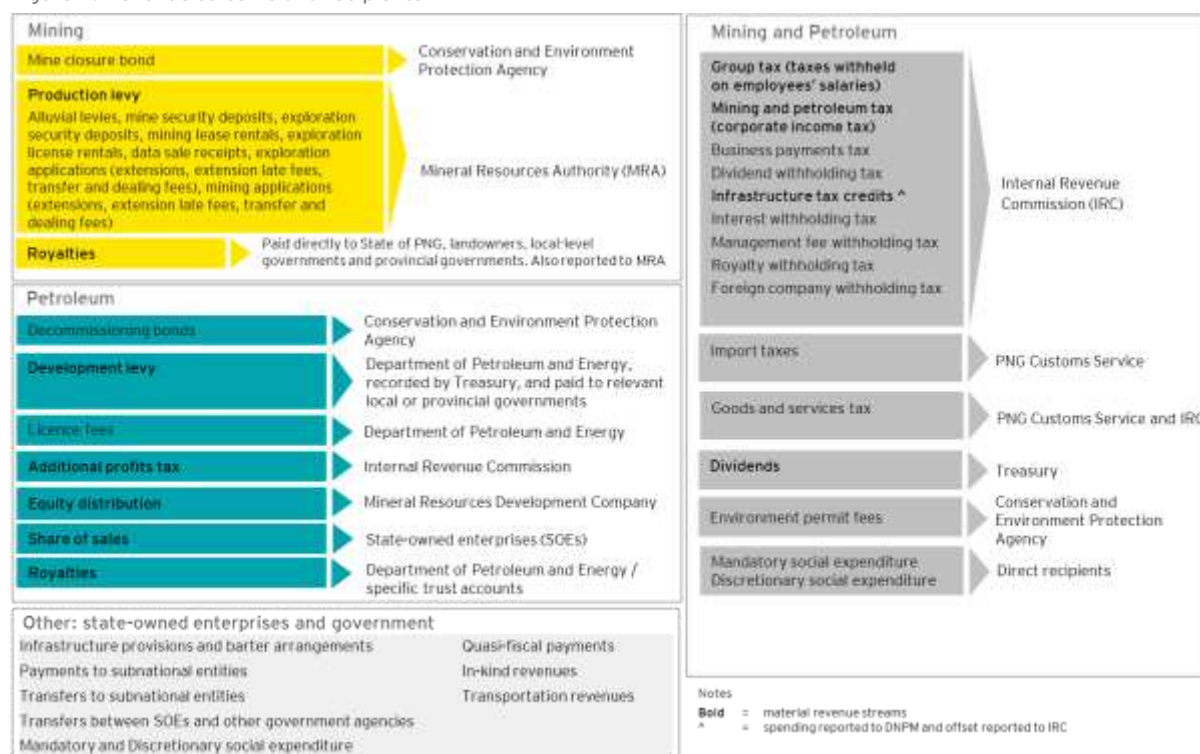 Mining
Mine closure bond
Conservation and Environment
Protection Agency
Production levy
Alluvial levies, mine security deposits, exploration
security deposits, mining lease rentals, exploration
license rentals, data sale receipts, exploration
applications (extensions, extension late fees,
transfer and dealing fees), mining applications
(extensions, extension late fees, transfer and
dealing fees)
Mineral Resources Authority (MRA)
Royalties
Paid directly to State of PNG, landowners, local-level
governments and provincial governments. Also reported to MRA
Petroleum
Decommissioning bonds
Conservation and Environment Protection
Agency
Development levy
Department of Petroleum and Energy,
recorded by Treasury, and paid to relevant
local or provincial governments
Licence fees
Department of Petroleum and Energy
Additional profits tax
Internal Revenue Commission
Equity distribution
Mineral Resources Development Company
Share of sales
State-owned enterprises (SOEs)
Royalties
Department of Petroleum and Energy /
specific trust accounts
Other: state-owned enterprises and government
Infrastructure provisions and barter arrangements
Payments to subnational entities
Transfers to subnational entities
Transfers between SOEs and other government agencies
Mandatory and Discretionary social expenditure
Quasi-fiscal payments
In-kind revenues
Transportation revenues
Mining and Petroleum
Group tax (taxes withheld
on employees' salaries)
Mining and petroleum tax
(corporate income tax)
Business payments tax
Dividend withholding tax
Infrastructure tax credits ^
Interest withholding tax
Management fee withholding tax
Royalty withholding tax
Foreign company withholding tax
Internal Revenue
Commission (IRC)
Import taxes
PNG Customs Service
Goods and services tax
PNG Customs Service and IRC
Dividends
Treasury
Environment permit fees
Conservation and
Environment Protection
Agency
Mandatory social expenditure
Discretionary social expenditure
Direct recipients
Notes
Bold = material revenue streams
^ = spending reported to DNPM and offset reported to IRC